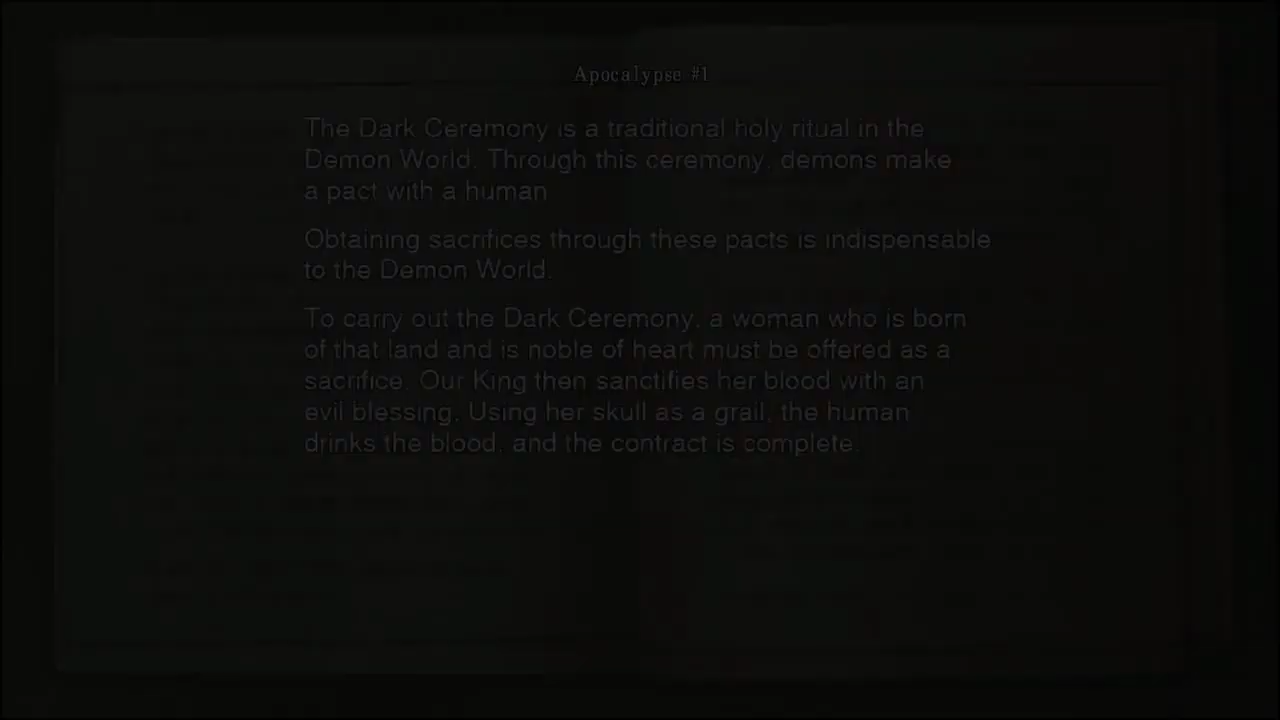 Apocalypse #1
The Dark Ceremony is a traditional holy ritual in the
Demon World. Through this ceremony, demons make
a pact with a human
Obtaining sacrifices through these pacts is indispensable
to the Demon World.
To carry out the Dark Ceremony, a woman who is born
of that land and is noble of heart must be offered as a
sacrifice. Our King then sanctifies her blood with an
evil blessing. Using her skull as a grail, the human
drinks the blood, and the contract is complete.